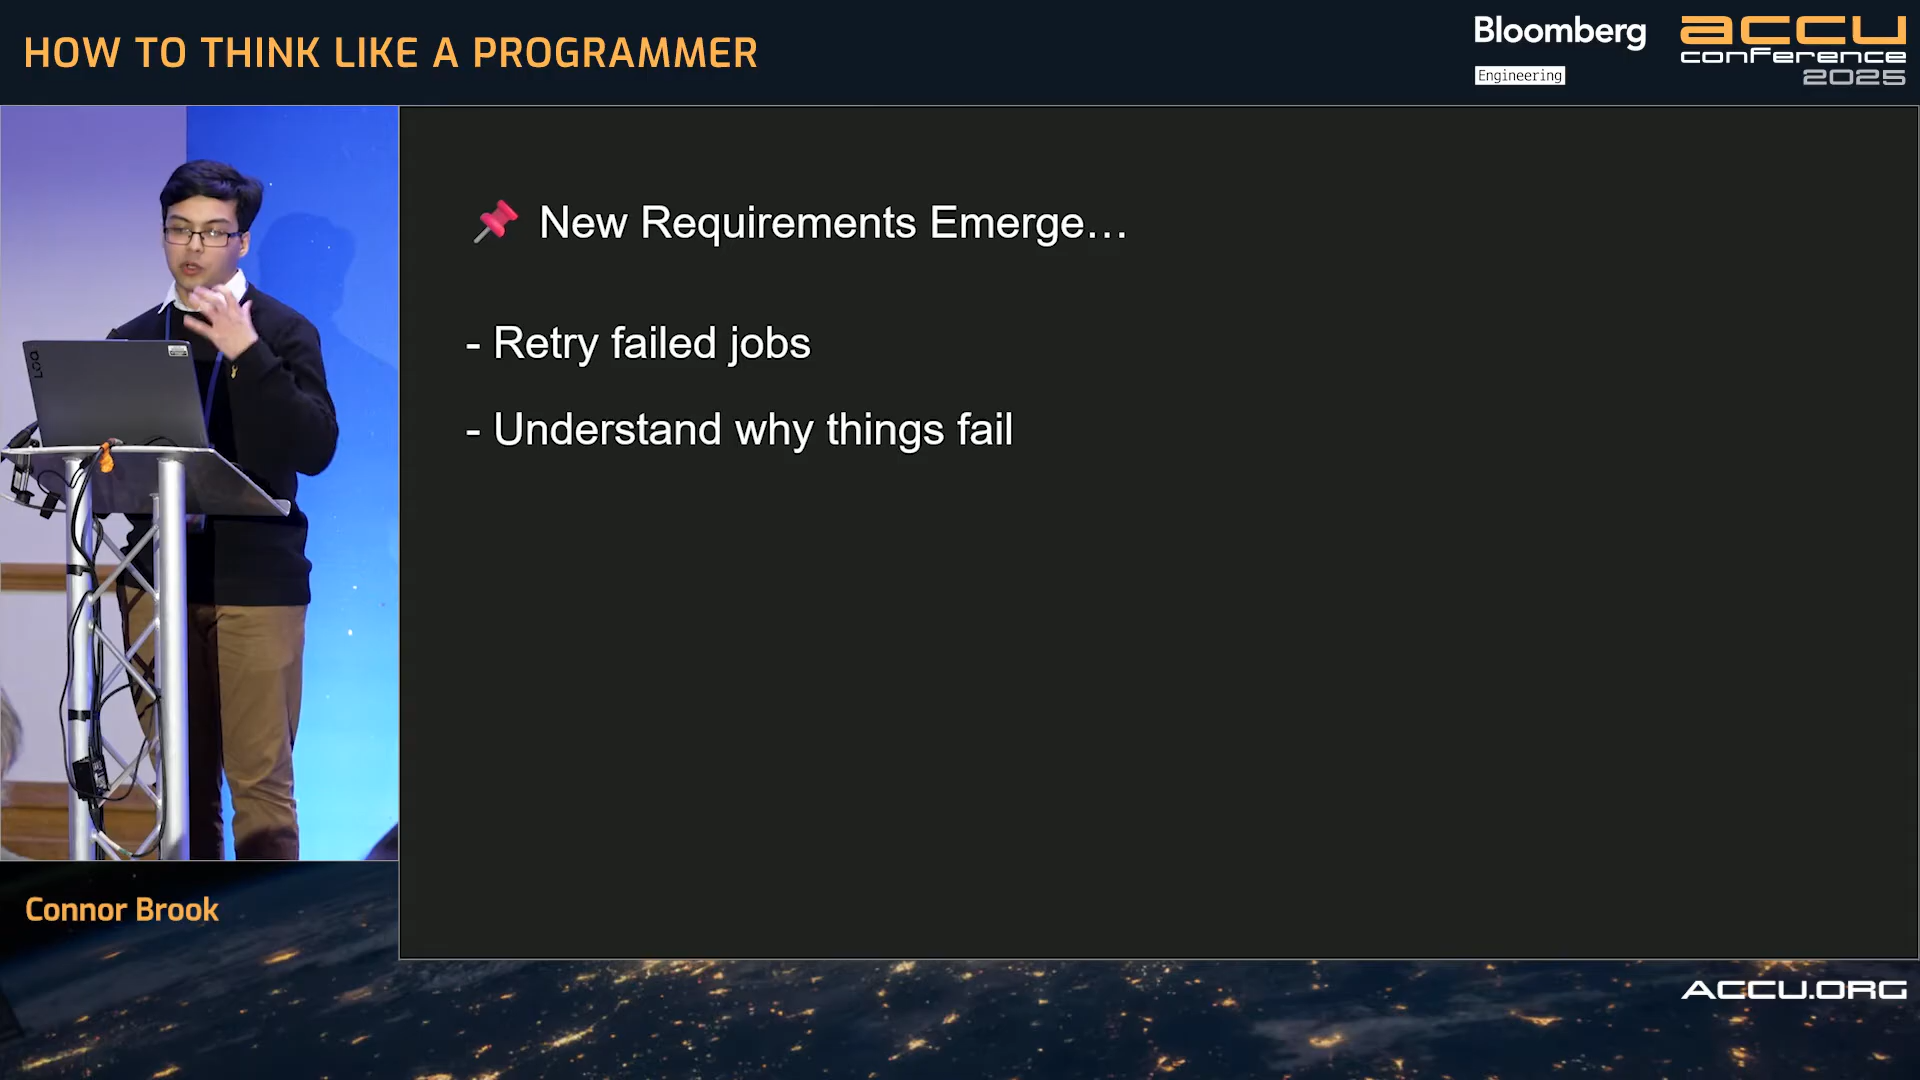 HOW TO THINK LIKE A PROGRAMMER
Bloomberg
Engineering
accu
conference
2025
📌 New Requirements Emerge...
- Retry failed jobs
- Understand why things fail
LOQ
Connor Brook
ACCU.ORG